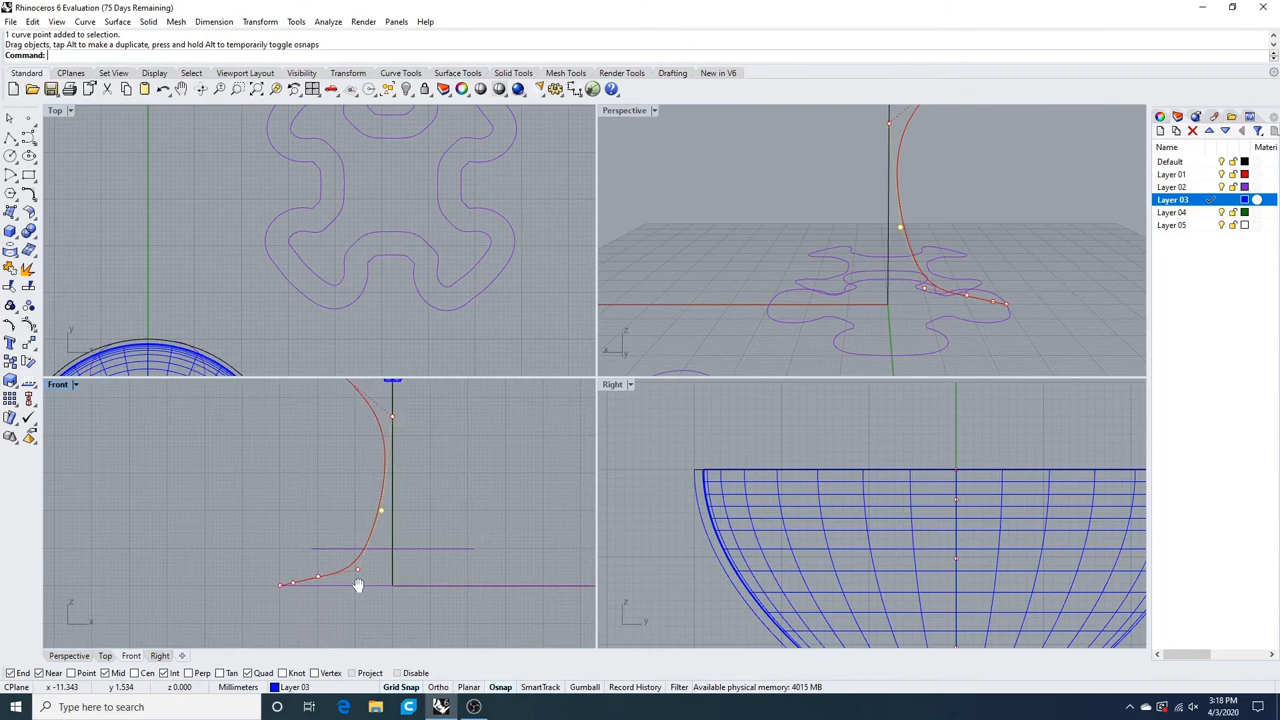 Rhinoceros 6 Evaluation (75 Days Remaining)
File Edit View Curve Surface Solid Mesh Dimension Transform Tools Analyze Render Panels Help
1 curve point added to selection.
Drag objects, tap Alt to make a duplicate, press and hold Alt to temporarily toggle osnaps
Command:
Standard CPlanes Set View Display Select Viewport Layout Visibility Transform Curve Tools Surface Tools Solid Tools Mesh Tools Render Tools Drafting New in V6
Top
Perspective
Name Materi
Default
Layer 01
Layer 02
Layer 03
Layer 04
Layer 05
y
z
x y
Front
Right
z
x
z
y
Perspective Top Front Right
End Near Point Mid Cen Int Perp Tan Quad Knot Vertex Project Disable
CPlane x -11.343 y 1.534 z 0.000 Millimeters Layer 03 Grid Snap Ortho Planar Osnap SmartTrack Gumball Record History Filter Available physical memory: 4015 MB
Type here to search
3:18 PM
4/3/2020